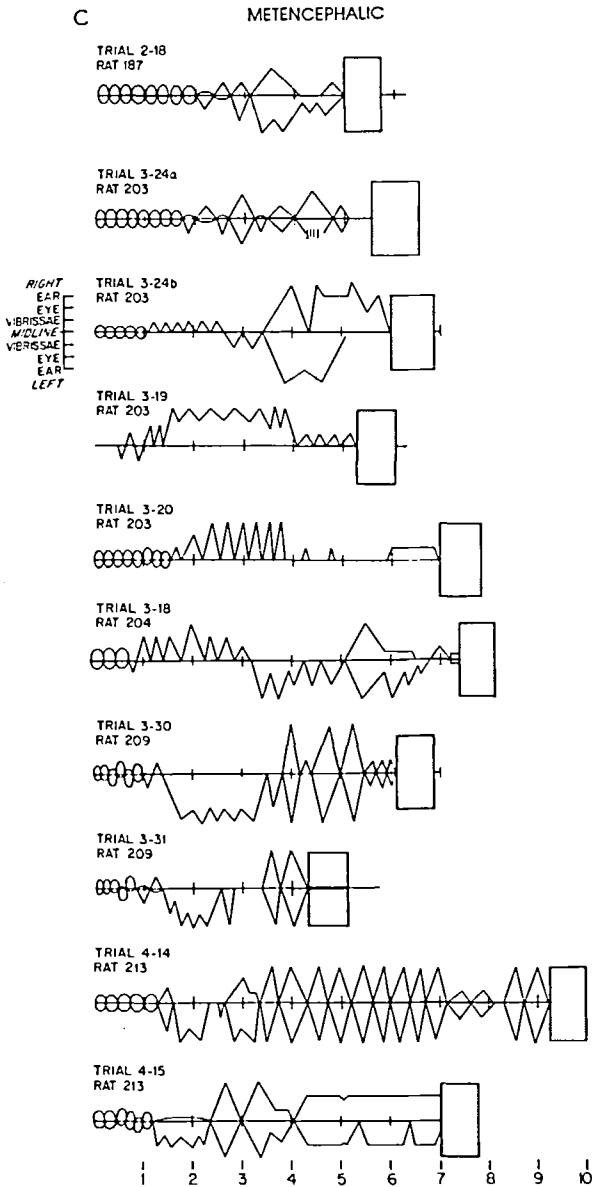 C METENCEPHALIC
TRIAL 2-18
RAT 187
TRIAL 3-24a
RAT 203
TRIAL 3-24b
RAT 203
RIGHT
EAR
EYE
VIBRISSAE
MIDLINE
VIBRISSAE
EYE
EAR
LEFT
TRIAL 3-19
RAT 203
TRIAL 3-20
RAT 203
TRIAL 3-18
RAT 204
TRIAL 3-30
RAT 209
TRIAL 3-31
RAT 209
TRIAL 4-14
RAT 213
TRIAL 4-15
RAT 213
1 2 3 4 5 6 7 8 9 10